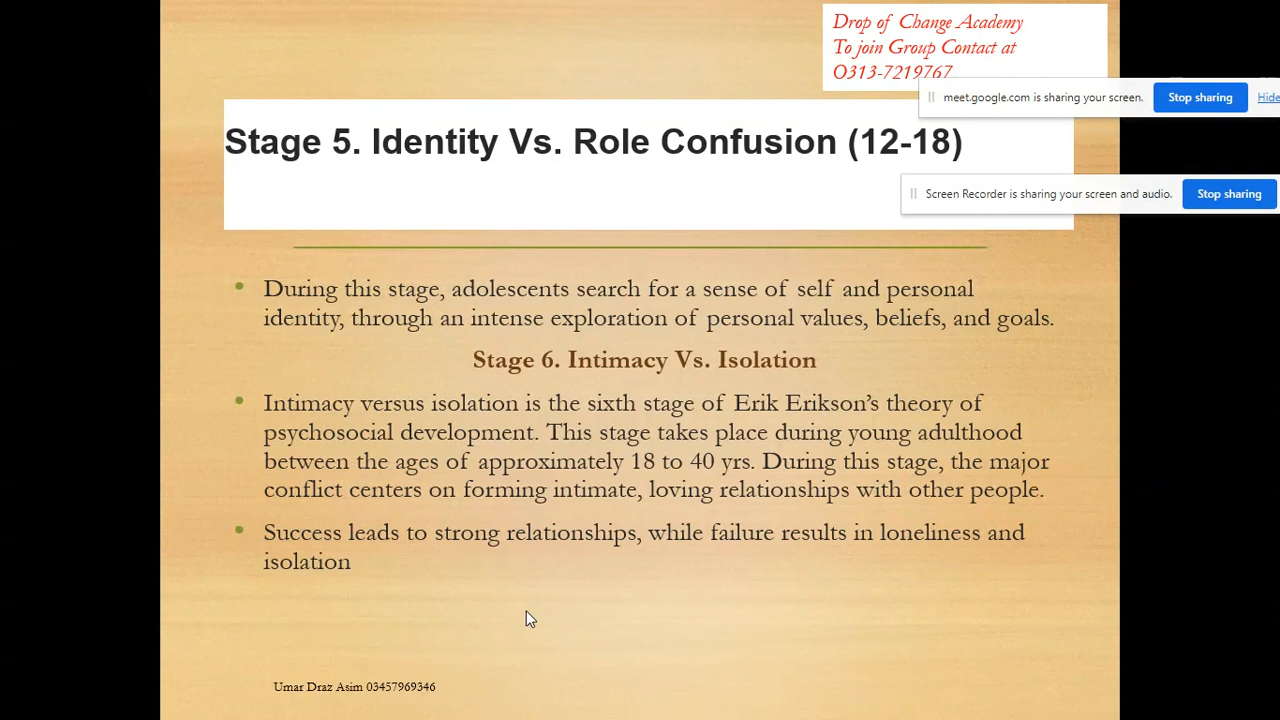 Drop of Change Academy
To join Group Contact at
O313-7219767
meet.google.com is sharing your screen.
Stop sharing
Hide
Stage 5. Identity Vs. Role Confusion (12-18)
Screen Recorder is sharing your screen and audio.
Stop sharing
• During this stage, adolescents search for a sense of self and personal
identity, through an intense exploration of personal values, beliefs, and goals.
Stage 6. Intimacy Vs. Isolation
• Intimacy versus isolation is the sixth stage of Erik Erikson’s theory of
psychosocial development. This stage takes place during young adulthood
between the ages of approximately 18 to 40 yrs. During this stage, the major
conflict centers on forming intimate, loving relationships with other people.
• Success leads to strong relationships, while failure results in loneliness and
isolation
Umar Draz Asim 03457969346